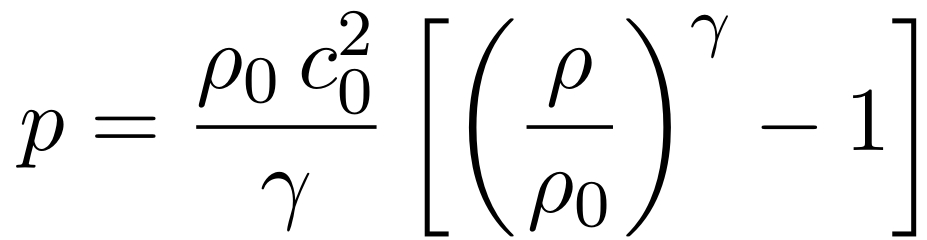 p = \frac{\rho_0 \, c_0^2}{\gamma} \left[ \left( \frac{\rho}{\rho_0} \right)^{\gamma} - 1 \right]